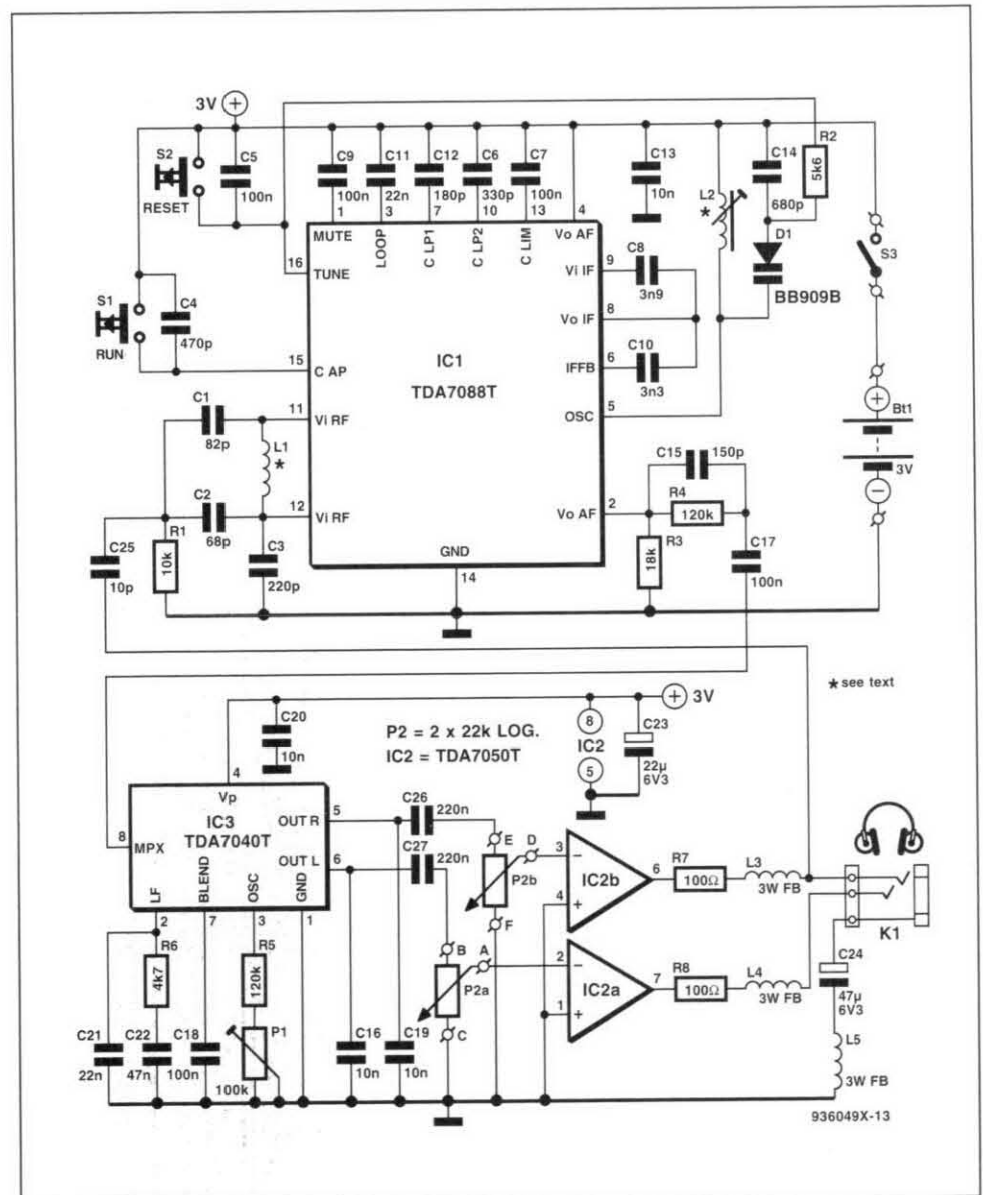 3V
S2
RESET
C5
100n
C9
100n
1
C11
22n
3
C12
180p
7
C6
330p
10
C7
100n
13
4
C13
10n
L2
*
C14
680p
R2
5k6
D1
BB909B
S3
MUTE
LOOP
C LP1
C LP2
C LIM
Vo AF
16
TUNE
Vi IF
9
C8
3n9
Vo IF
8
S1
RUN
C4
470p
15
C AP
IC1
TDA7088T
IFFB
6
C10
3n3
OSC
5
Bt1
3V
C1
82p
11
Vi RF
L1
*
C2
68p
12
Vi RF
C15
150p
Vo AF
2
R4
120k
C25
10p
R1
10k
C3
220p
GND
14
R3
18k
C17
100n
* see text
C20
10n
4
P2 = 2 x 22k LOG.
IC2 = TDA7050T
8
IC2
5
3V
C23
22µ
6V3
Vp
IC3
TDA7040T
8
MPX
OUT R
5
OUT L
6
C26
220n
C27
220n
E
D
P2b
F
3
4
IC2b
6
R7
100Ω
L3
3W FB
K1
LF
BLEND
OSC
GND
2
7
3
1
R6
4k7
R5
120k
B
A
P2a
C
2
1
IC2a
7
R8
100Ω
L4
3W FB
C24
47µ
6V3
C21
22n
C22
47n
C18
100n
P1
100k
C16
10n
C19
10n
L5
3W FB
936049X-13